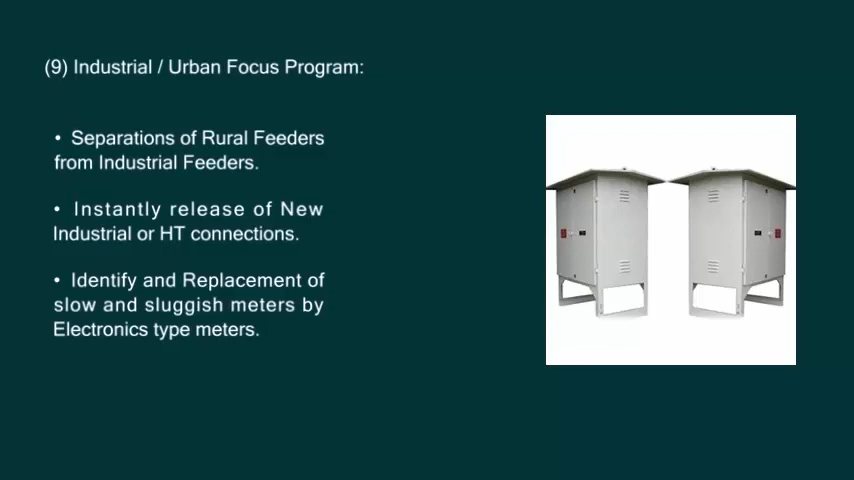 (9) Industrial / Urban Focus Program:
• Separations of Rural Feeders
from Industrial Feeders.
• Instantly release of New
Industrial or HT connections.
• Identify and Replacement of
slow and sluggish meters by
Electronics type meters.